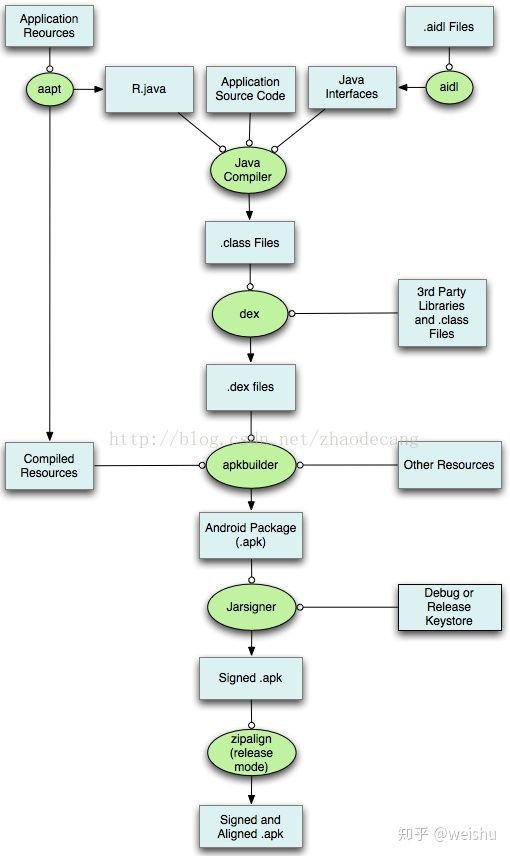 Application
Reources
.aidl Files
aapt
R.java
Application
Source Code
Java
Interfaces
aidl
Java
Compiler
.class Files
dex
3rd Party
Libraries
and .class
Files
.dex files
http://blog.csdn.net/zhaodecang
Compiled
Resources
apkbuilder
Other Resources
Android Package
(.apk)
Jarsigner
Debug or
Release
Keystore
Signed .apk
zipalign
(release
mode)
Signed and
Aligned .apk
知乎 @weishu